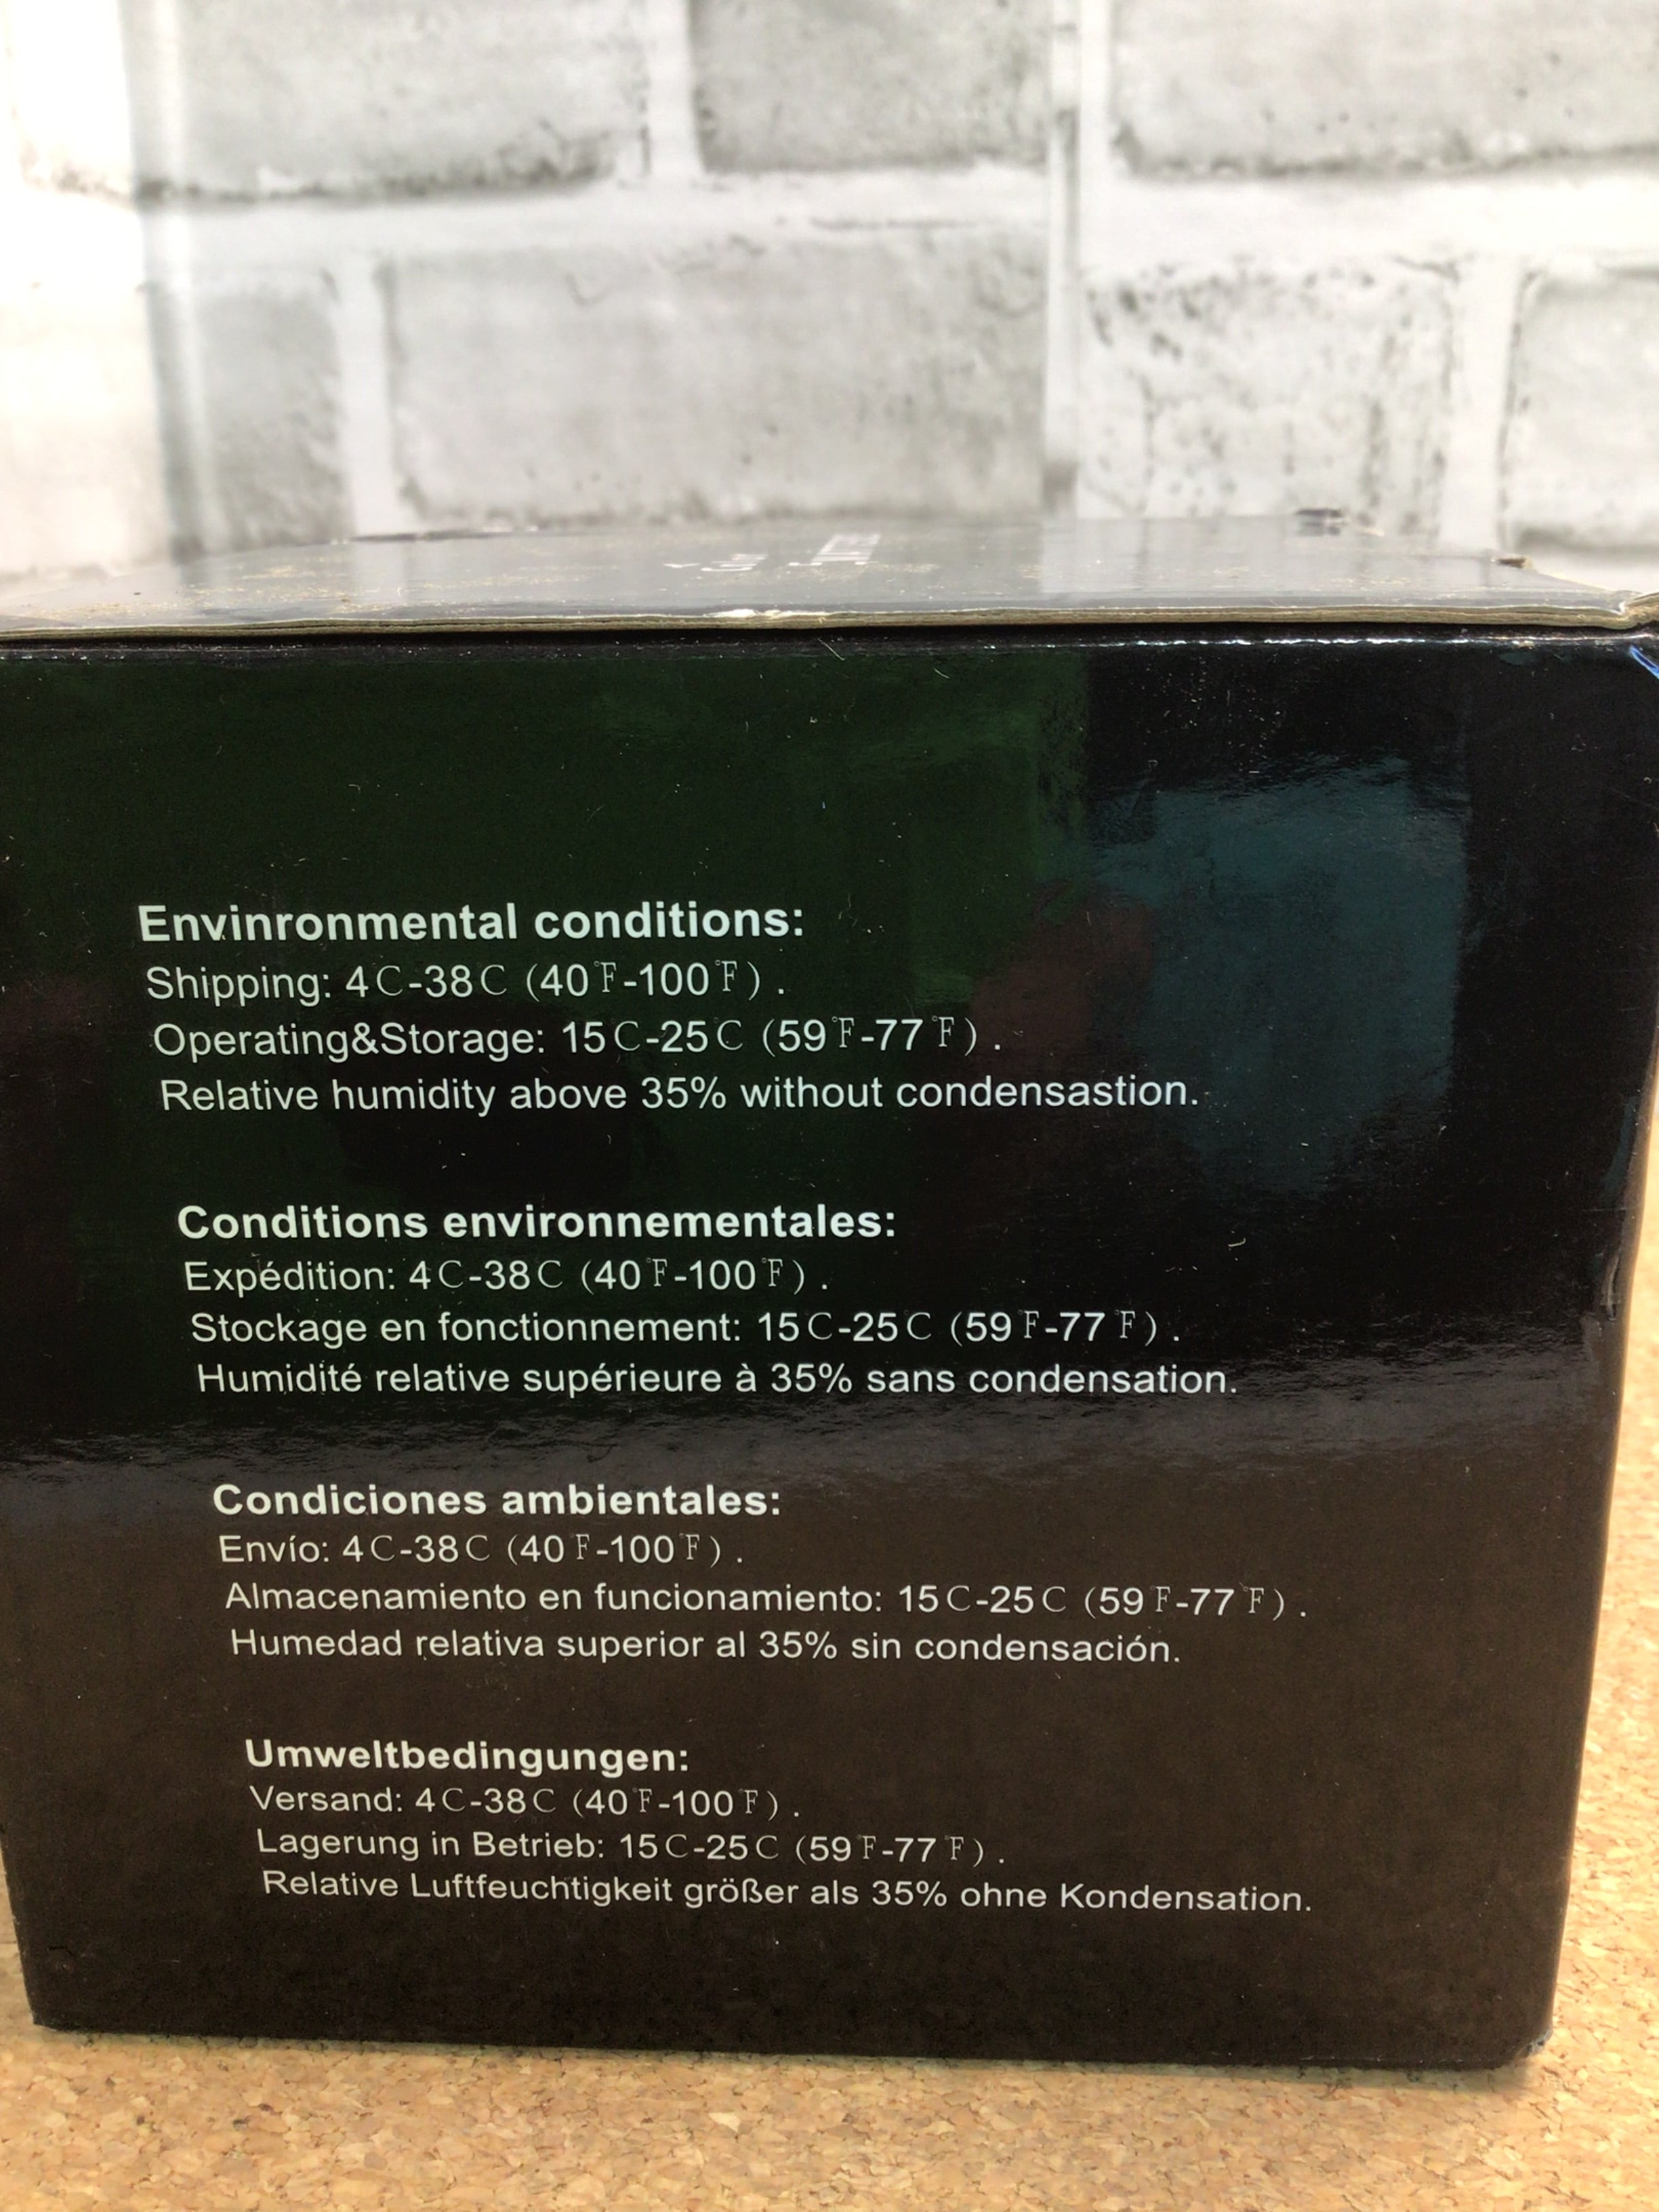 Envinronmental conditions:
Shipping: 4℃-38℃ (40℉-100℉).
Operating&Storage: 15℃-25℃ (59℉-77℉).
Relative humidity above 35% without condensastion.
Conditions environnementales:
Expédition: 4℃-38℃ (40℉-100℉).
Stockage en fonctionnement: 15℃-25℃ (59℉-77℉).
Humidité relative supérieure à 35% sans condensation.
Condiciones ambientales:
Envío: 4℃-38℃ (40℉-100℉).
Almacenamiento en funcionamiento: 15℃-25℃ (59℉-77℉).
Humedad relativa superior al 35% sin condensación.
Umweltbedingungen:
Versand: 4℃-38℃ (40℉-100℉).
Lagerung in Betrieb: 15℃-25℃ (59℉-77℉).
Relative Luftfeuchtigkeit größer als 35% ohne Kondensation.